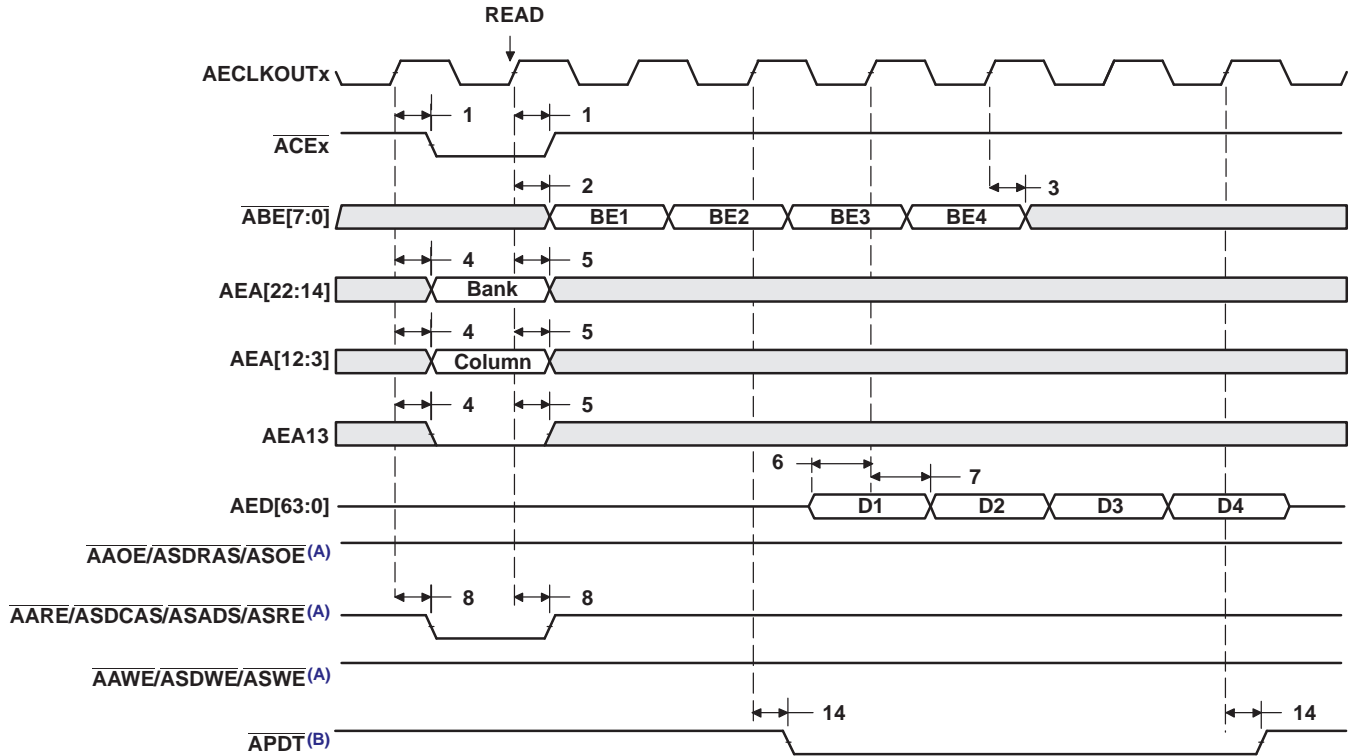 READ
AECLKOUTx
1 1
ACEx
2 3
ABE[7:0] BE1 BE2 BE3 BE4
4 5
AEA[22:14] Bank
4 5
AEA[12:3] Column
4 5
AEA13
6 7
AED[63:0] D1 D2 D3 D4
AAOE/ASDRAS/ASOE(A)
8 8
AARE/ASDCAS/ASADS/ASRE(A)
AAWE/ASDWE/ASWE(A)
14 14
APDT(B)